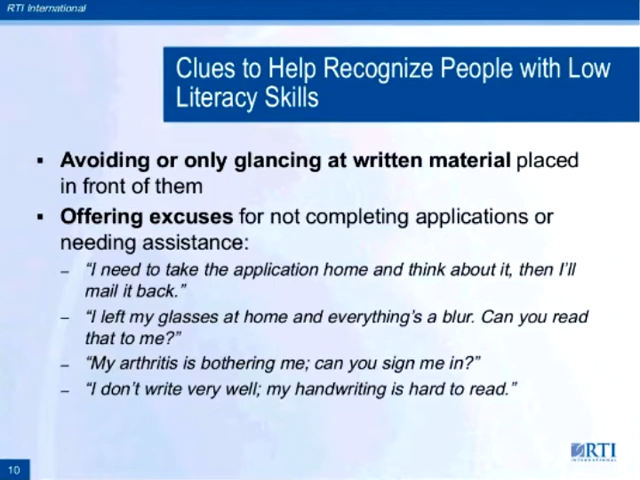 RTI International
Clues to Help Recognize People with Low
Literacy Skills
▪ Avoiding or only glancing at written material placed
in front of them
▪ Offering excuses for not completing applications or
needing assistance:
– “I need to take the application home and think about it, then I’ll
mail it back.”
– “I left my glasses at home and everything’s a blur. Can you read
that to me?”
– “My arthritis is bothering me; can you sign me in?”
– “I don’t write very well; my handwriting is hard to read.”
RTI
INTERNATIONAL
10